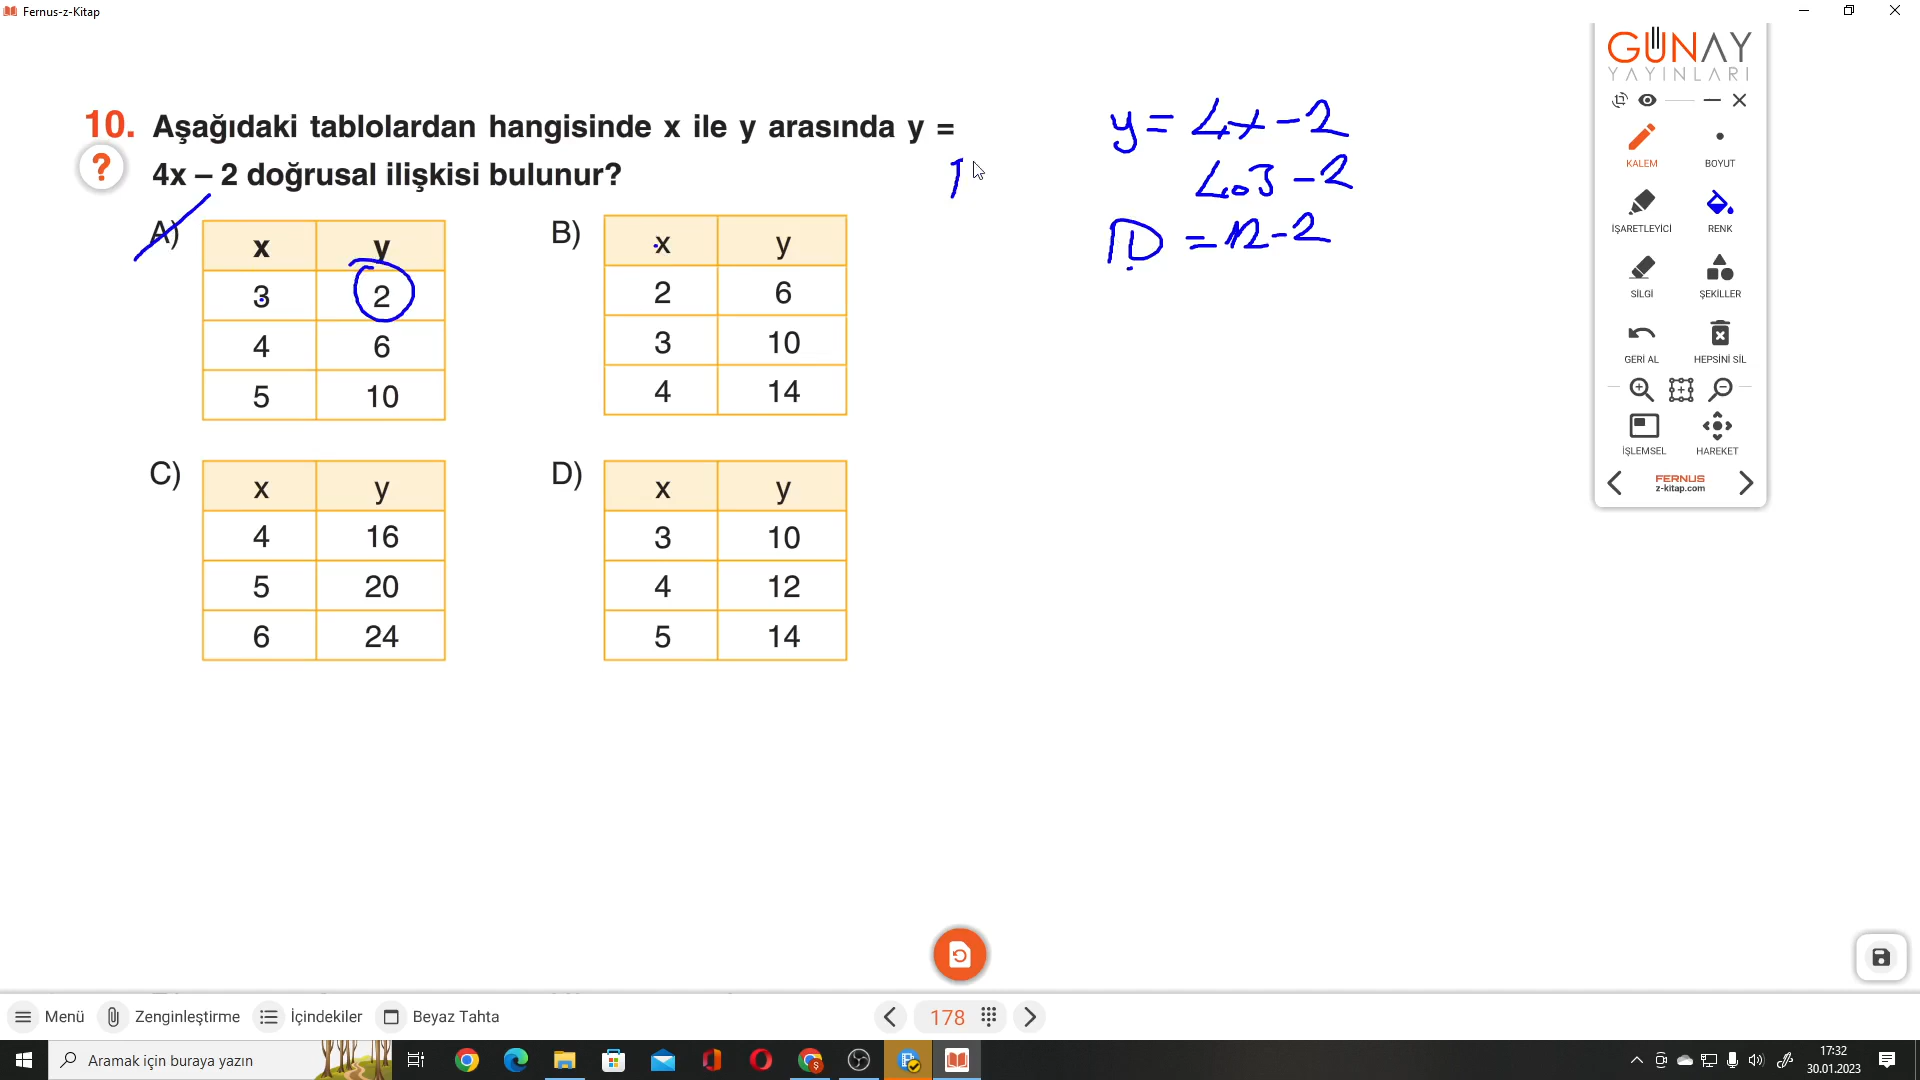 Fernus-z-Kitap
GÜNAY
YAYINLARI
10. Aşağıdaki tablolardan hangisinde x ile y arasında y =
? 4x – 2 doğrusal ilişkisi bulunur?
y = 4x - 2
4.3 - 2
= 12 - 2
A)
x y
3 2
4 6
5 10
B)
x y
2 6
3 10
4 14
C)
x y
4 16
5 20
6 24
D)
x y
3 10
4 12
5 14
KALEM BOYUT
İŞARETLEYİCİ RENK
SİLGİ ŞEKİLLER
GERİ AL HEPSİNİ SİL
İŞLEMSEL HAREKET
FERNUS
z-kitap.com
Menü Zenginleştirme İçindekiler Beyaz Tahta 178
Aramak için buraya yazın
17:32
30.01.2023